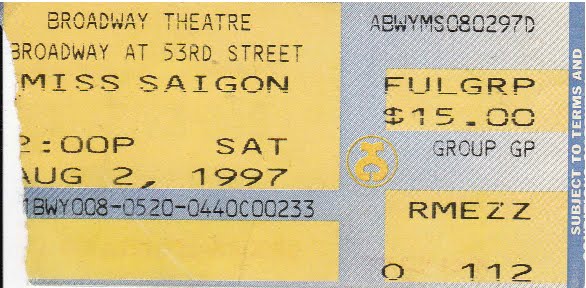 BROADWAY THEATRE
BROADWAY AT 53RD STREET
MISS SAIGON
2:00P SAT
AUG 2, 1997
1BWY008-0520-0440C00233
ABWYMS080297D
FULGRP
$15.00
GROUP GP
RMEZZ
O 112
SUBJECT TO TERMS AND